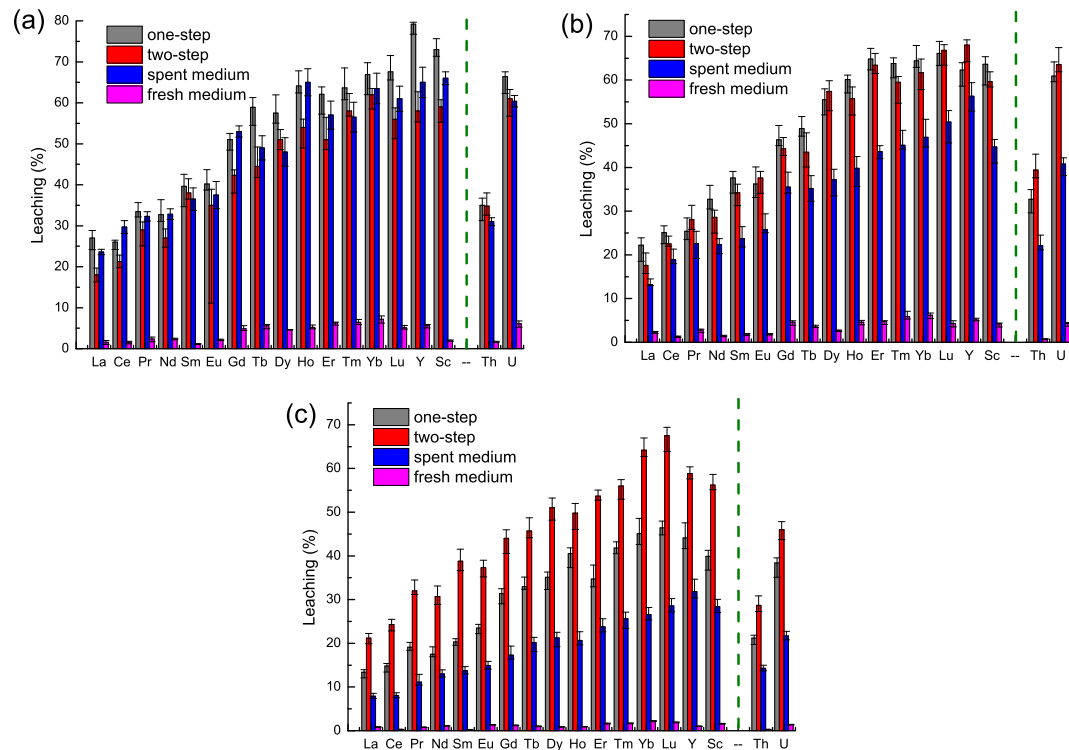 (a)
one-step
two-step
spent medium
fresh medium
Leaching (%)
80
70
60
50
40
30
20
10
0
La Ce Pr Nd Sm Eu Gd Tb Dy Ho Er Tm Yb Lu Y Sc -- Th U
(b)
one-step
two-step
spent medium
fresh medium
Leaching (%)
70
60
50
40
30
20
10
0
La Ce Pr Nd Sm Eu Gd Tb Dy Ho Er Tm Yb Lu Y Sc -- Th U
(c)
one-step
two-step
spent medium
fresh medium
Leaching (%)
70
60
50
40
30
20
10
0
La Ce Pr Nd Sm Eu Gd Tb Dy Ho Er Tm Yb Lu Y Sc -- Th U